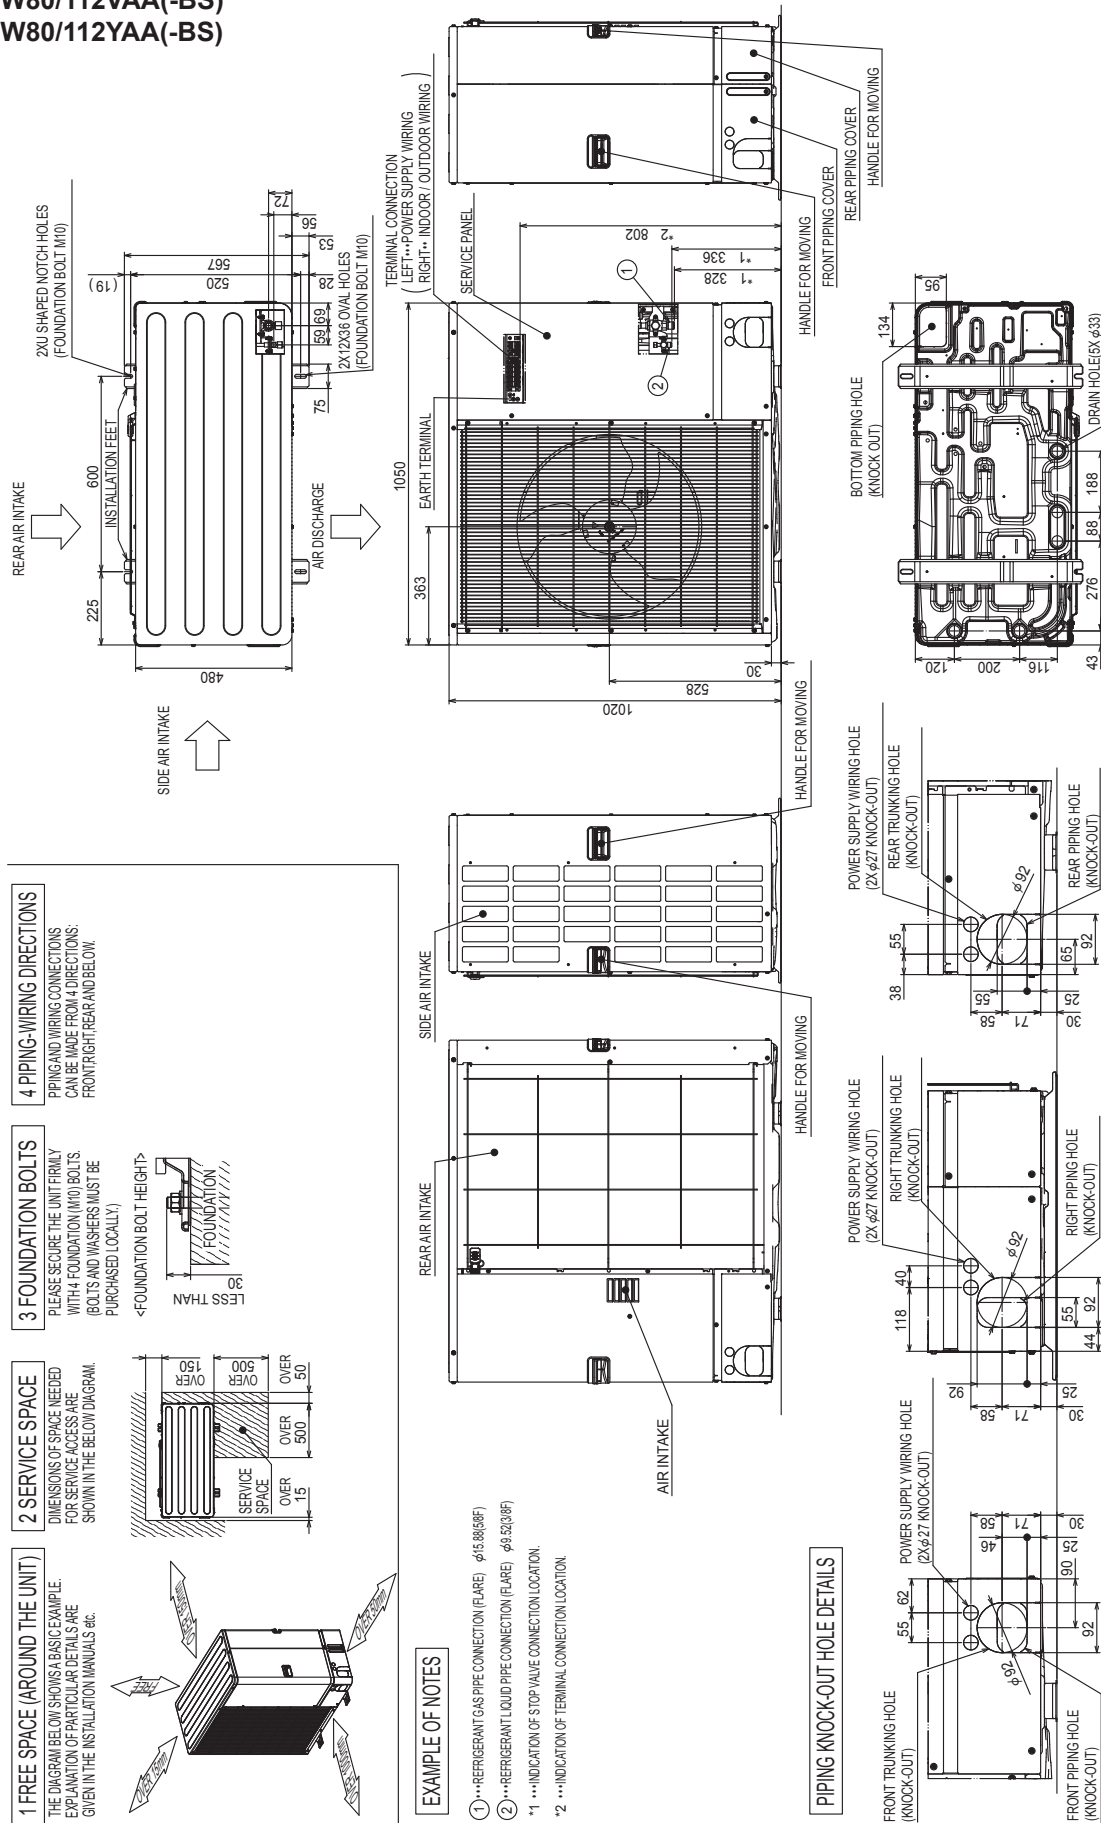 W80/112VAA(-BS)
W80/112YAA(-BS)
1 FREE SPACE (AROUND THE UNIT)
THE DIAGRAM BELOW SHOWS A BASIC EXAMPLE.
EXPLANATION OF PARTICULAR DETAILS ARE
GIVEN IN THE INSTALLATION MANUALS etc.
FREE
OVER 15mm
OVER 50mm
2 SERVICE SPACE
DIMENSIONS OF SPACE NEEDED
FOR SERVICE ACCESS ARE
SHOWN IN THE BELOW DIAGRAM.
OVER
150
OVER
500
SERVICE
SPACE
OVER
15
OVER
500
OVER
50
3 FOUNDATION BOLTS
PLEASE SECURE THE UNIT FIRMLY
WITH 4 FOUNDATION (M10) BOLTS.
(BOLTS AND WASHERS MUST BE
PURCHASED LOCALLY.)
<FOUNDATION BOLT HEIGHT>
LESS THAN
30
FOUNDATION
4 PIPING-WIRING DIRECTIONS
PIPING AND WIRING CONNECTIONS
CAN BE MADE FROM 4 DIRECTIONS:
FRONT,RIGHT,REAR AND BELOW.
REAR AIR INTAKE
SIDE AIR INTAKE
AIR DISCHARGE
INSTALLATION FEET
2XU SHAPED NOTCH HOLES
(FOUNDATION BOLT M10)
2X12X36 OVAL HOLES
(FOUNDATION BOLT M10)
225
600
75
59
69
480
(19)
520
567
28
53
56
72
EXAMPLE OF NOTES
1 •••REFRIGERANT GAS PIPE CONNECTION (FLARE) φ15.88(5/8F)
2 •••REFRIGERANT LIQUID PIPE CONNECTION (FLARE) φ9.52(3/8F)
*1 •••INDICATION OF STOP VALVE CONNECTION LOCATION.
*2 •••INDICATION OF TERMINAL CONNECTION LOCATION.
REAR AIR INTAKE
AIR INTAKE
HANDLE FOR MOVING
SIDE AIR INTAKE
HANDLE FOR MOVING
1050
363
1020
528
30
EARTH TERMINAL
TERMINAL CONNECTION
LEFT•••POWER SUPPLY WIRING
RIGHT•• INDOOR / OUTDOOR WIRING
SERVICE PANEL
1
2
*1 328
*1 336
*2 802
HANDLE FOR MOVING
FRONT PIPING COVER
REAR PIPING COVER
HANDLE FOR MOVING
PIPING KNOCK-OUT HOLE DETAILS
FRONT TRUNKING HOLE
(KNOCK-OUT)
FRONT PIPING HOLE
(KNOCK-OUT)
POWER SUPPLY WIRING HOLE
(2X φ27 KNOCK-OUT)
55
62
φ92
92
90
46
58
71
25
30
POWER SUPPLY WIRING HOLE
(2X φ27 KNOCK-OUT)
RIGHT TRUNKING HOLE
(KNOCK-OUT)
RIGHT PIPING HOLE
(KNOCK-OUT)
118
40
φ92
44
55
92
92
58
71
25
30
POWER SUPPLY WIRING HOLE
(2X φ27 KNOCK-OUT)
REAR TRUNKING HOLE
(KNOCK-OUT)
REAR PIPING HOLE
(KNOCK-OUT)
38
55
φ92
65
92
55
58
71
25
30
BOTTOM PIPING HOLE
(KNOCK OUT)
DRAIN HOLE(5X φ33)
134
95
120
200
116
43
276
88
188